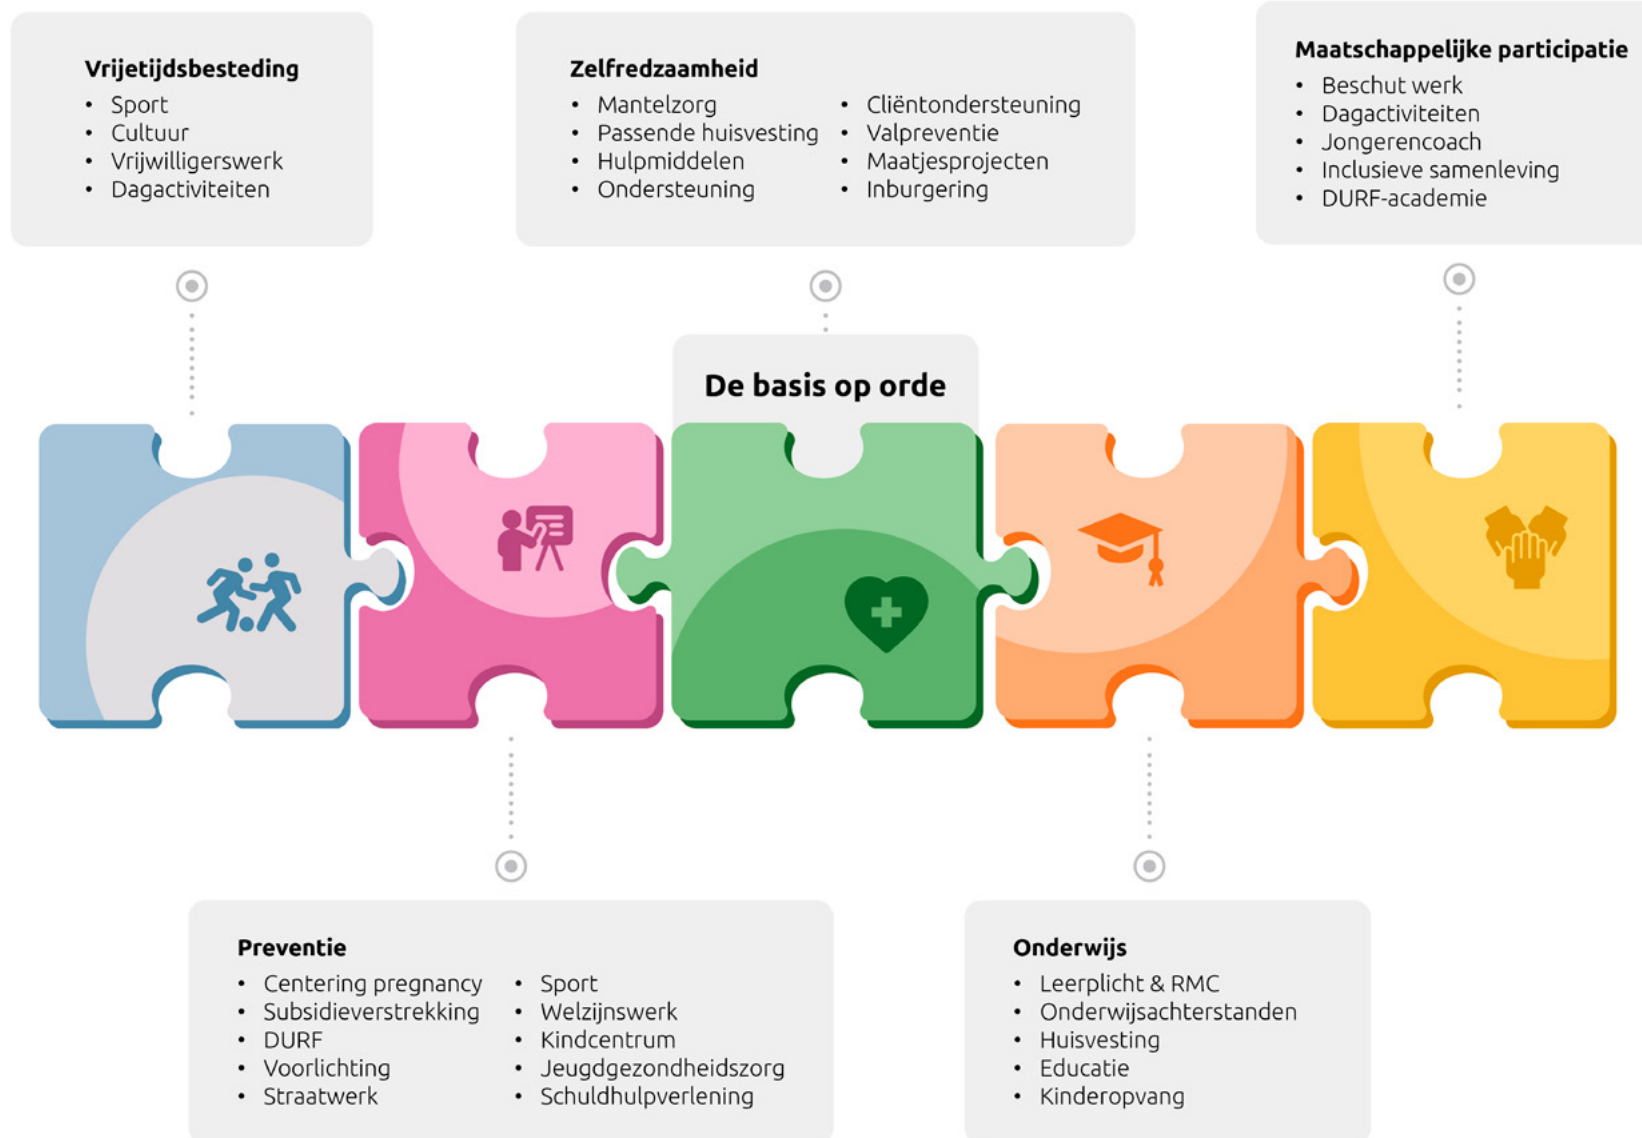 Vrijetijdsbesteding
• Sport
• Cultuur
• Vrijwilligerswerk
• Dagactiviteiten
Zelfredzaamheid
• Mantelzorg
• Passende huisvesting
• Hulpmiddelen
• Ondersteuning
• Cliëntondersteuning
• Valpreventie
• Maatjesprojecten
• Inburgering
Maatschappelijke participatie
• Beschut werk
• Dagactiviteiten
• Jongerencoach
• Inclusieve samenleving
• DURF-academie
De basis op orde
Preventie
• Centering pregnancy
• Subsidieverstrekking
• DURF
• Voorlichting
• Straatwerk
• Sport
• Welzijnswerk
• Kindcentrum
• Jeugdgezondheidszorg
• Schuldhulpverlening
Onderwijs
• Leerplicht & RMC
• Onderwijsachterstanden
• Huisvesting
• Educatie
• Kinderopvang